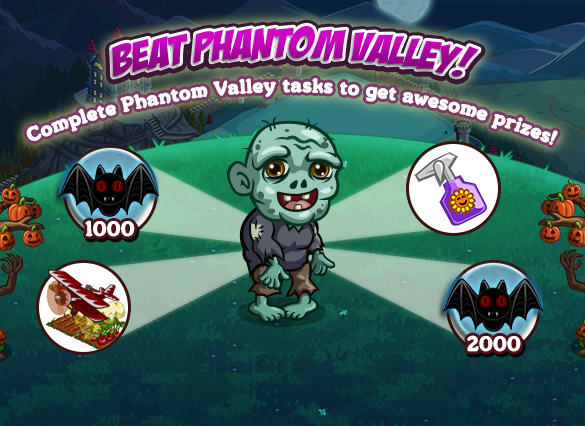 BEAT PHANTOM VALLEY!
Complete Phantom Valley tasks to get awesome prizes!
1000
2000